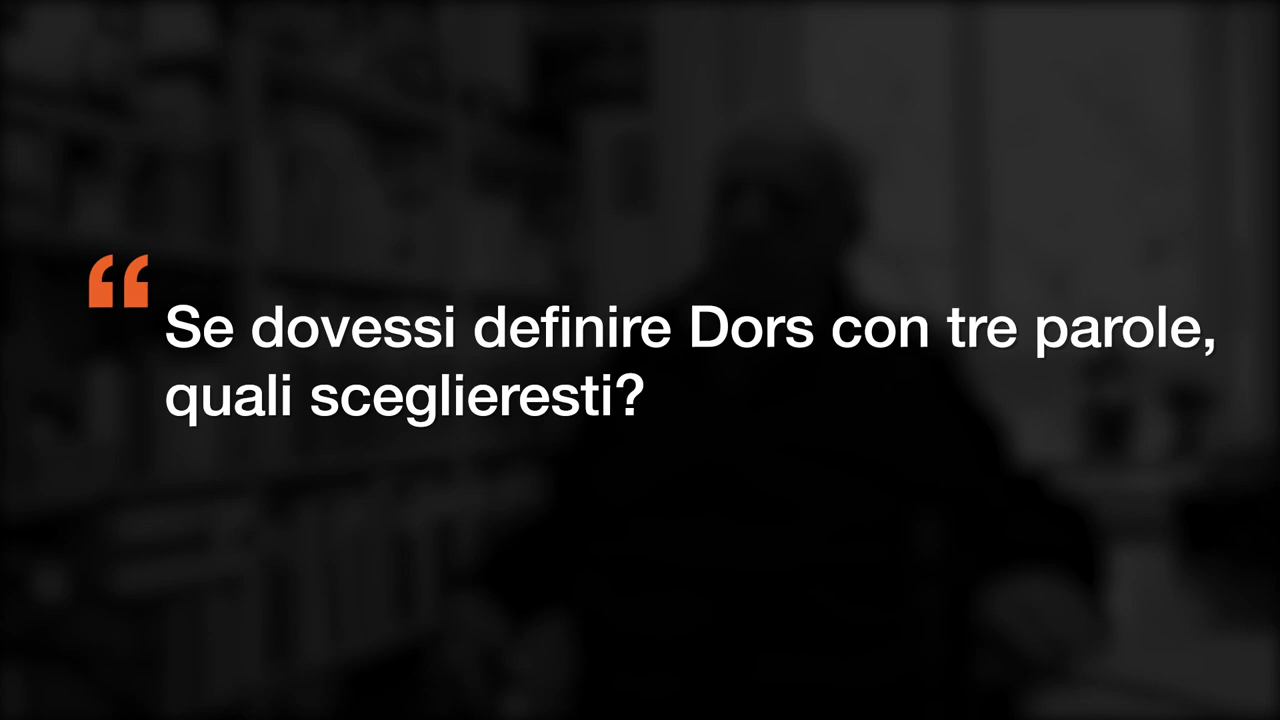 “Se dovessi definire Dors con tre parole,
quali sceglieresti?